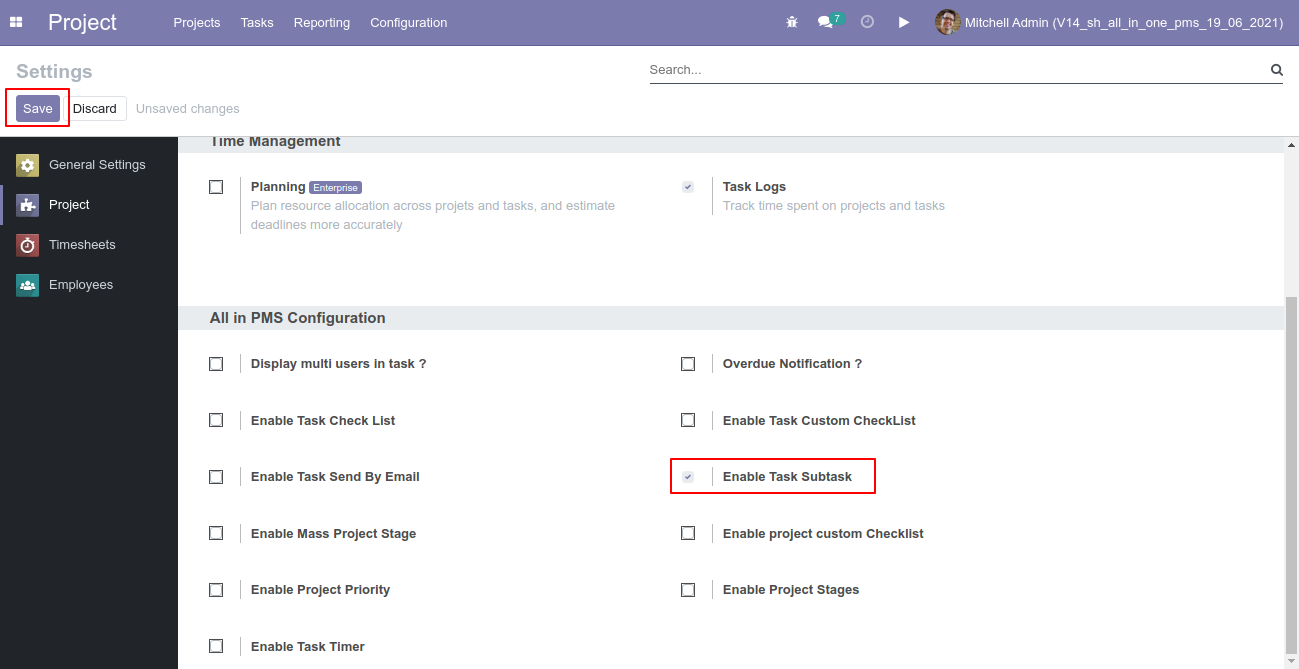 Project Projects Tasks Reporting Configuration 7 Mitchell Admin (V14_sh_all_in_one_pms_19_06_2021)
Settings Search...
Save Discard Unsaved changes
Time Management
General Settings
Project
Timesheets
Employees
Planning Enterprise
Plan resource allocation across projets and tasks, and estimate
deadlines more accurately
Task Logs
Track time spent on projects and tasks
All in PMS Configuration
Display multi users in task ? Overdue Notification ?
Enable Task Check List Enable Task Custom CheckList
Enable Task Send By Email Enable Task Subtask
Enable Mass Project Stage Enable project custom Checklist
Enable Project Priority Enable Project Stages
Enable Task Timer